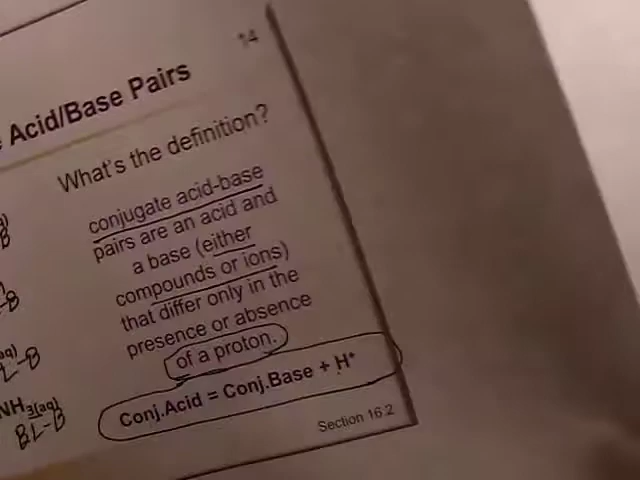 14
Acid/Base Pairs
What's the definition?
conjugate acid-base
pairs are an acid and
a base (either
compounds or ions)
that differ only in the
presence or absence
of a proton.
Conj.Acid = Conj.Base + H⁺
NH₃(aq)
BL-B
Section 16.2